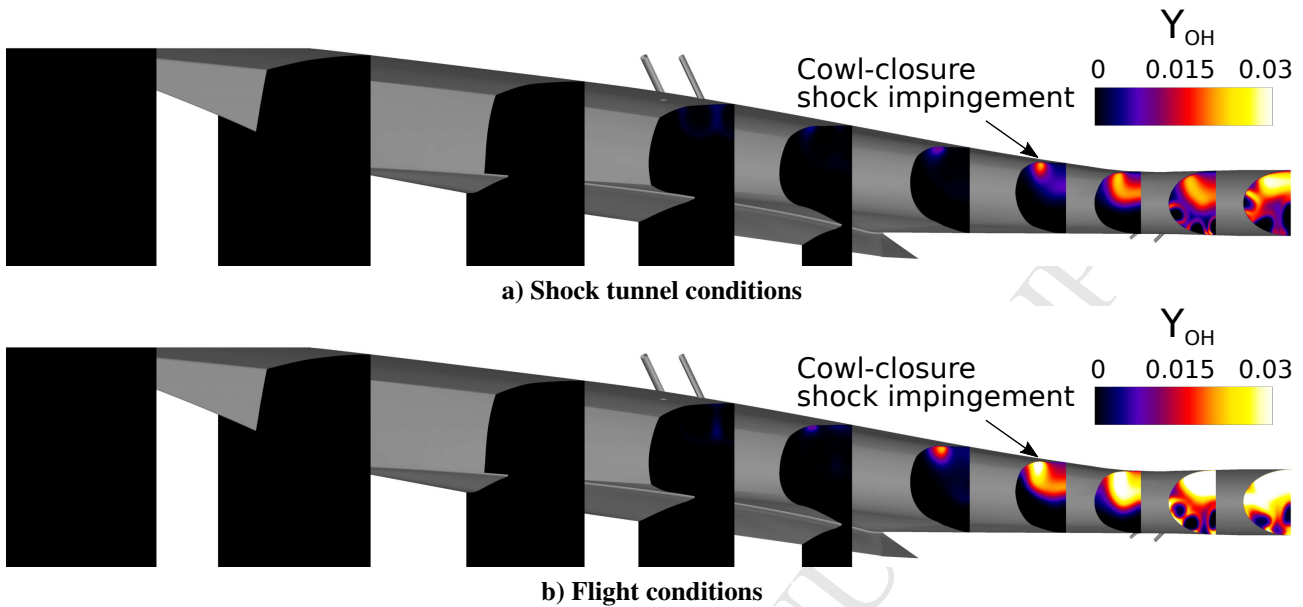 Y_OH
Cowl-closure
shock impingement
0 0.015 0.03
a) Shock tunnel conditions
Y_OH
Cowl-closure
shock impingement
0 0.015 0.03
b) Flight conditions